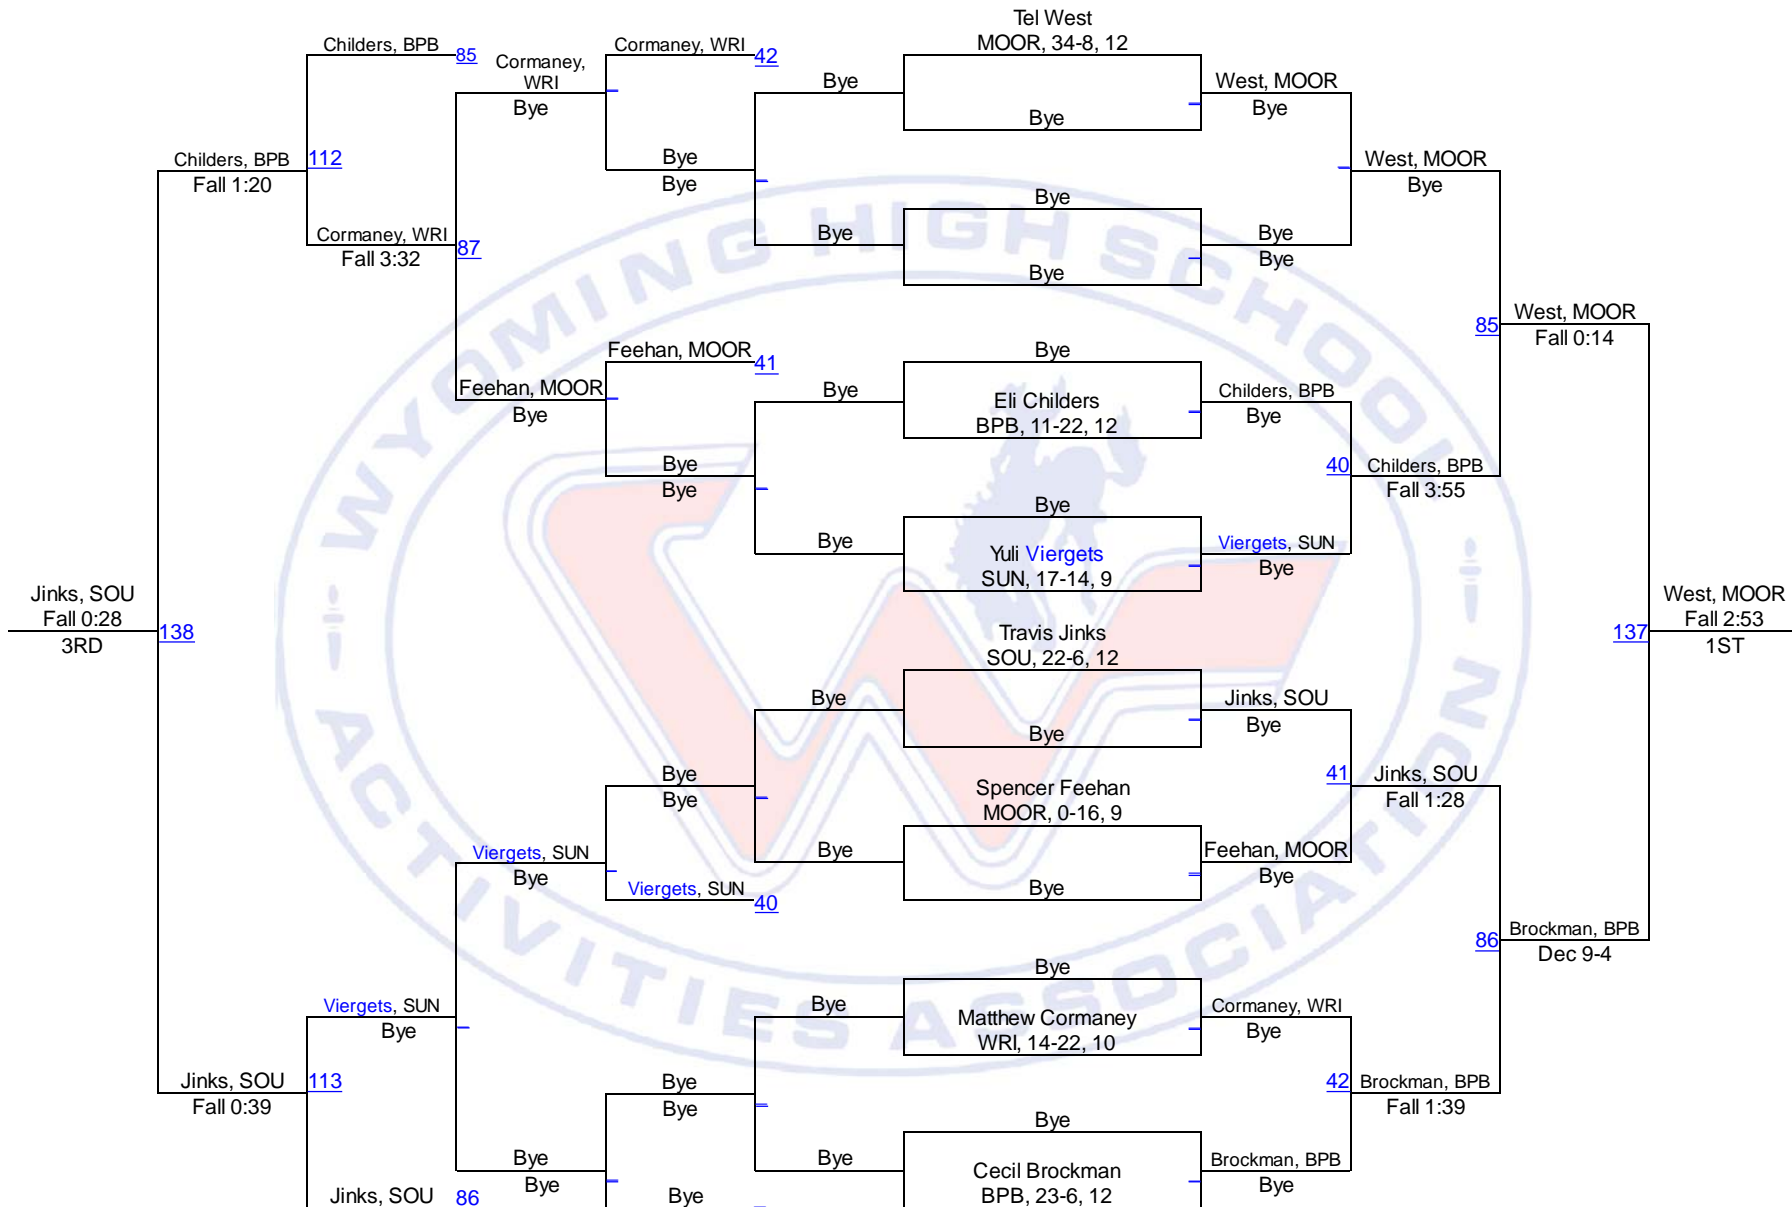 Tel West
MOOR, 34-8, 12
Childers, BPB
85
Cormaney,
WRI
Bye
Cormaney, WRI
42
Bye
Bye
West, MOOR
Bye
Childers, BPB
Fall 1:20
112
Bye
Bye
West, MOOR
Bye
Cormaney, WRI
Fall 3:32
87
Bye
Bye
Bye
Bye
Bye
85
West, MOOR
Fall 0:14
Feehan, MOOR
41
Feehan, MOOR
Bye
Bye
Bye
Eli Childers
BPB, 11-22, 12
Childers, BPB
Bye
Bye
Bye
40
Childers, BPB
Fall 3:55
Bye
Bye
Yuli Viergets
SUN, 17-14, 9
Viergets, SUN
Bye
Jinks, SOU
Fall 0:28
3RD
138
137
West, MOOR
Fall 2:53
1ST
Travis Jinks
SOU, 22-6, 12
Bye
Bye
Jinks, SOU
Bye
Bye
Bye
41
Jinks, SOU
Fall 1:28
Spencer Feehan
MOOR, 0-16, 9
Viergets, SUN
Bye
Bye
Bye
Feehan, MOOR
Bye
Viergets, SUN
40
86
Brockman, BPB
Dec 9-4
Viergets, SUN
Bye
Bye
Bye
Matthew Cormaney
WRI, 14-22, 10
Cormaney, WRI
Bye
Jinks, SOU
Fall 0:39
113
Bye
Bye
42
Brockman, BPB
Fall 1:39
Bye
Bye
Bye
Bye
Cecil Brockman
BPB, 23-6, 12
Brockman, BPB
Bye
Jinks, SOU
86
Bye
WYOMING HIGH SCHOOL
ACTIVITIES ASSOCIATION